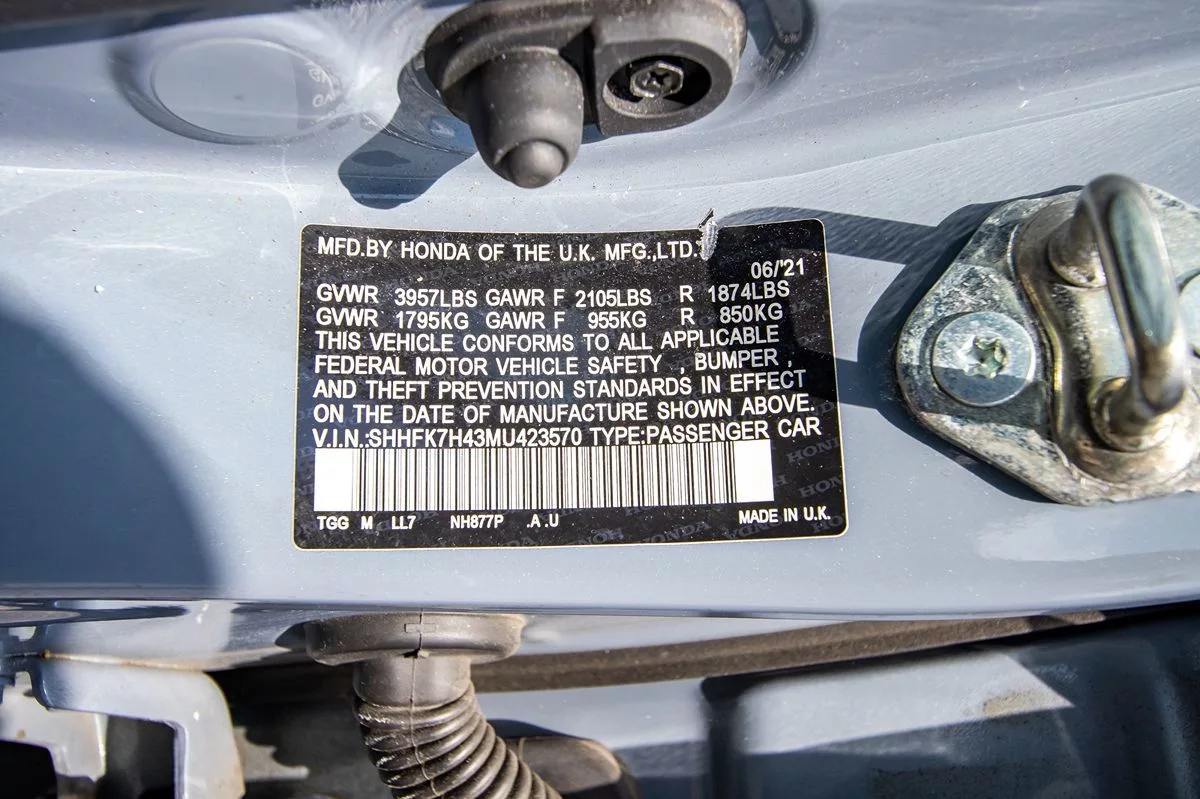 MFD.BY HONDA OF THE U.K. MFG.,LTD.
06/'21
GVWR 3957LBS GAWR F 2105LBS R 1874LBS
GVWR 1795KG GAWR F 955KG R 850KG
THIS VEHICLE CONFORMS TO ALL APPLICABLE
FEDERAL MOTOR VEHICLE SAFETY , BUMPER ,
AND THEFT PREVENTION STANDARDS IN EFFECT
ON THE DATE OF MANUFACTURE SHOWN ABOVE.
V.I.N.:SHHFK7H43MU423570 TYPE:PASSENGER CAR
TGG M LL7 NH877P .A .U MADE IN U.K.